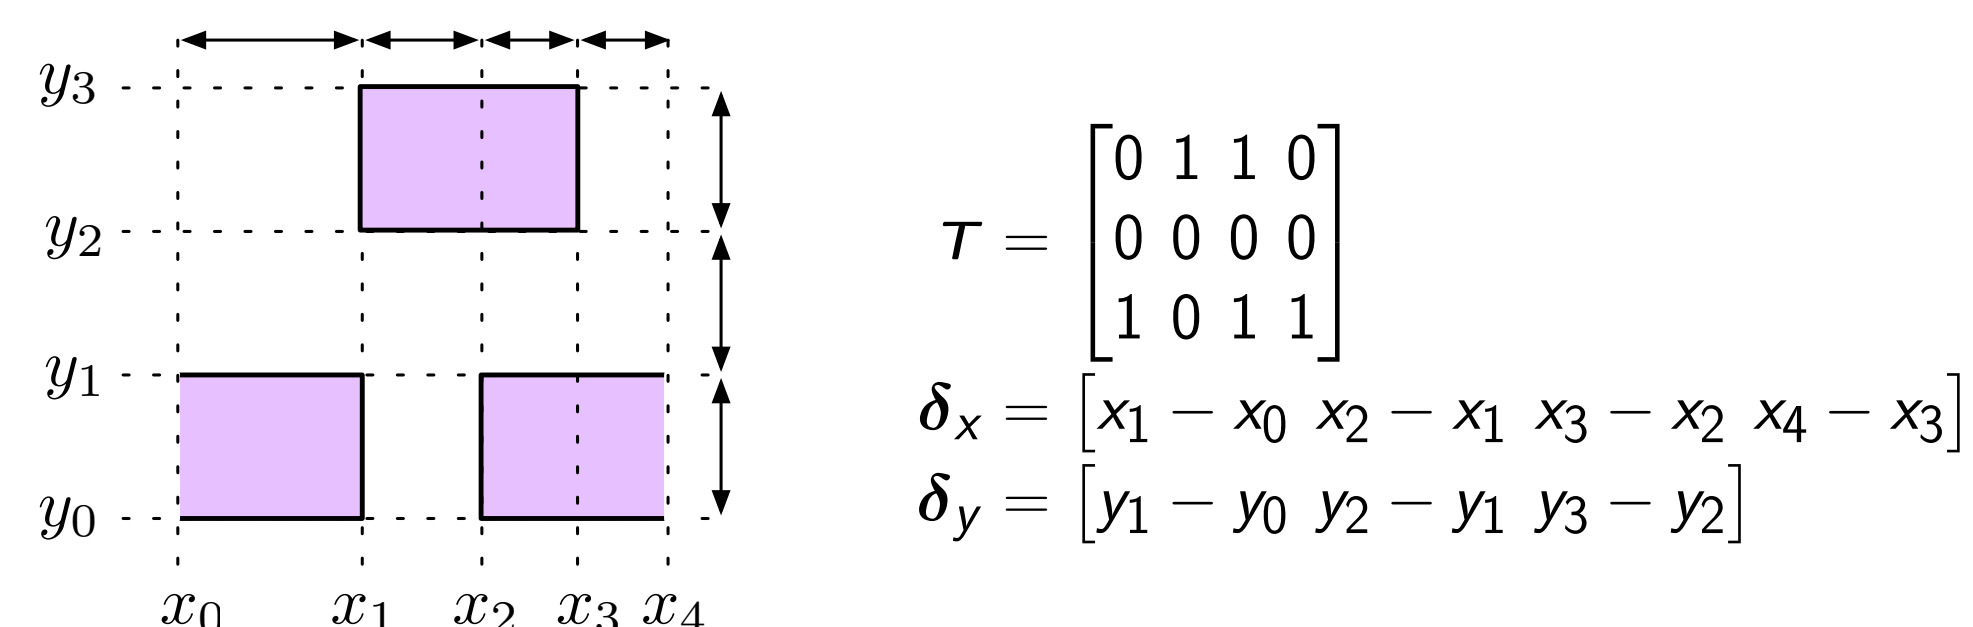 y₃
y₂
y₁
y₀
x₀ x₁ x₂ x₃ x₄
T = [0 1 1 0
0 0 0 0
1 0 1 1]
δₓ = [x₁ − x₀ x₂ − x₁ x₃ − x₂ x₄ − x₃]
δᵧ = [y₁ − y₀ y₂ − y₁ y₃ − y₂]